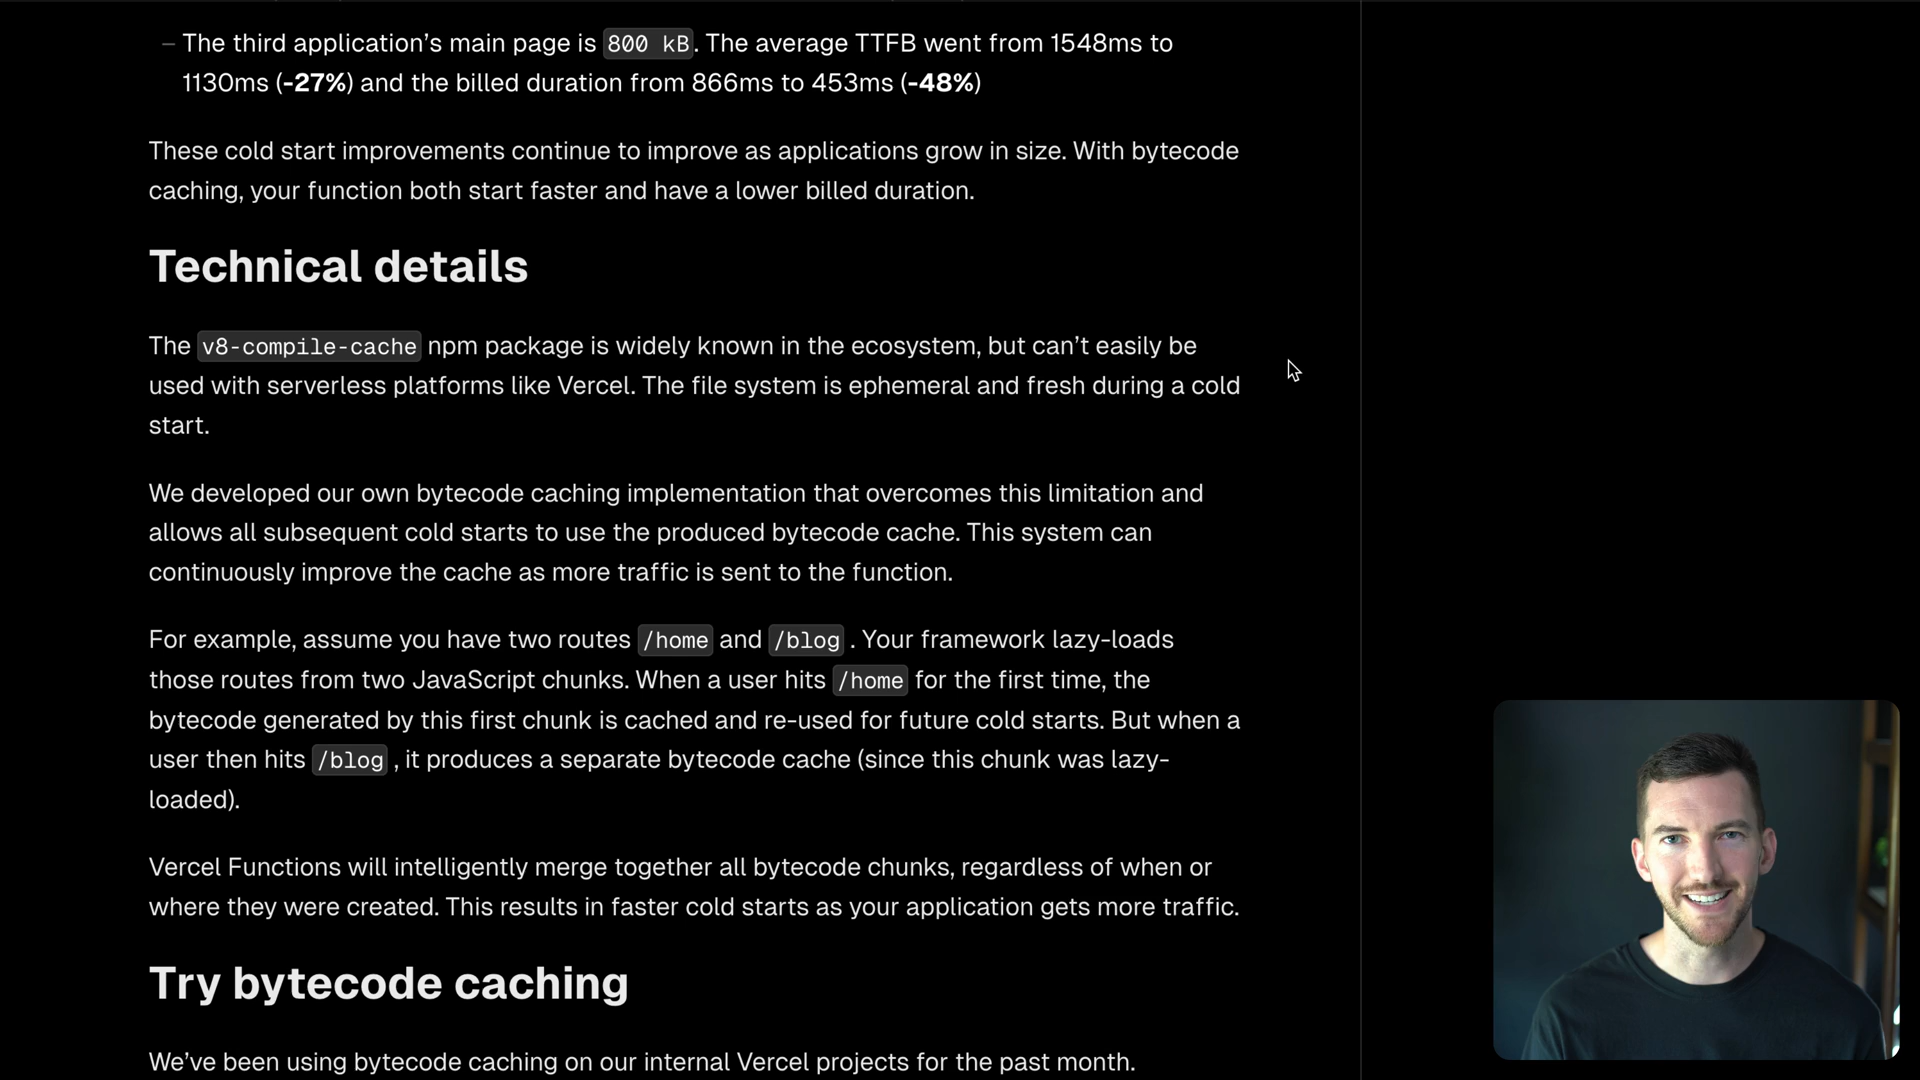 – The third application’s main page is 800 kB. The average TTFB went from 1548ms to
1130ms (-27%) and the billed duration from 866ms to 453ms (-48%)
These cold start improvements continue to improve as applications grow in size. With bytecode
caching, your function both start faster and have a lower billed duration.
Technical details
The v8-compile-cache npm package is widely known in the ecosystem, but can’t easily be
used with serverless platforms like Vercel. The file system is ephemeral and fresh during a cold
start.
We developed our own bytecode caching implementation that overcomes this limitation and
allows all subsequent cold starts to use the produced bytecode cache. This system can
continuously improve the cache as more traffic is sent to the function.
For example, assume you have two routes /home and /blog . Your framework lazy-loads
those routes from two JavaScript chunks. When a user hits /home for the first time, the
bytecode generated by this first chunk is cached and re-used for future cold starts. But when a
user then hits /blog , it produces a separate bytecode cache (since this chunk was lazy-
loaded).
Vercel Functions will intelligently merge together all bytecode chunks, regardless of when or
where they were created. This results in faster cold starts as your application gets more traffic.
Try bytecode caching
We’ve been using bytecode caching on our internal Vercel projects for the past month.